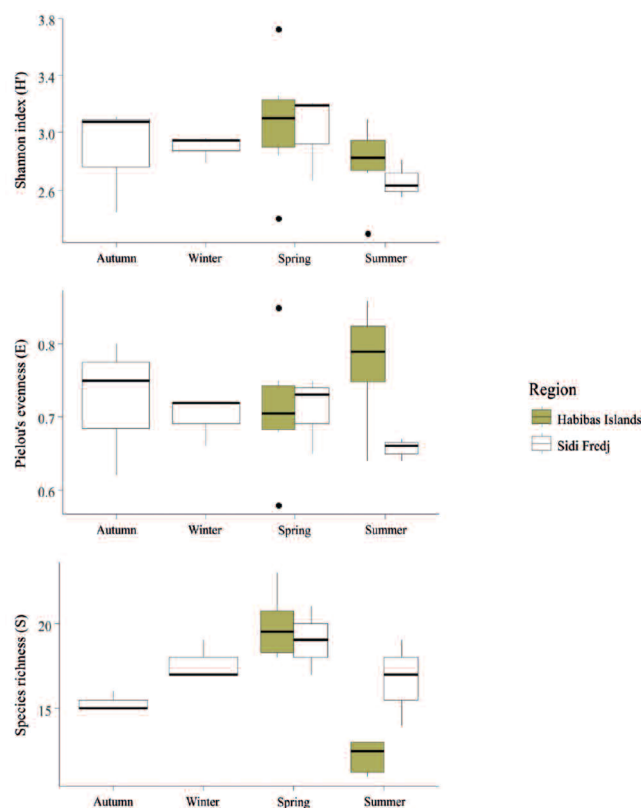 3.8
3.4
3.0
2.6
Shannon index (H')
Autumn Winter Spring Summer
0.8
0.7
0.6
Pielou's evenness (E)
Autumn Winter Spring Summer
Region
Habibas Islands
Sidi Fredj
20
15
Species richness (S)
Autumn Winter Spring Summer